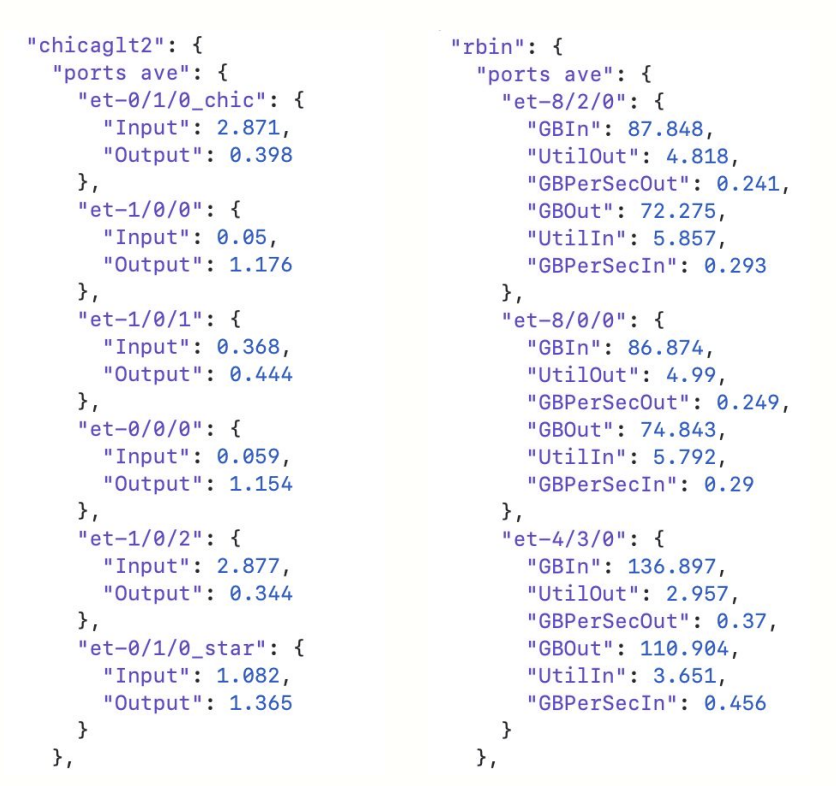 "chicaglt2": {
"ports ave": {
"et-0/1/0_chic": {
"Input": 2.871,
"Output": 0.398
},
"et-1/0/0": {
"Input": 0.05,
"Output": 1.176
},
"et-1/0/1": {
"Input": 0.368,
"Output": 0.444
},
"et-0/0/0": {
"Input": 0.059,
"Output": 1.154
},
"et-1/0/2": {
"Input": 2.877,
"Output": 0.344
},
"et-0/1/0_star": {
"Input": 1.082,
"Output": 1.365
}
},
"rbin": {
"ports ave": {
"et-8/2/0": {
"GBIn": 87.848,
"UtilOut": 4.818,
"GBPerSecOut": 0.241,
"GBOut": 72.275,
"UtilIn": 5.857,
"GBPerSecIn": 0.293
},
"et-8/0/0": {
"GBIn": 86.874,
"UtilOut": 4.99,
"GBPerSecOut": 0.249,
"GBOut": 74.843,
"UtilIn": 5.792,
"GBPerSecIn": 0.29
},
"et-4/3/0": {
"GBIn": 136.897,
"UtilOut": 2.957,
"GBPerSecOut": 0.37,
"GBOut": 110.904,
"UtilIn": 3.651,
"GBPerSecIn": 0.456
}
},